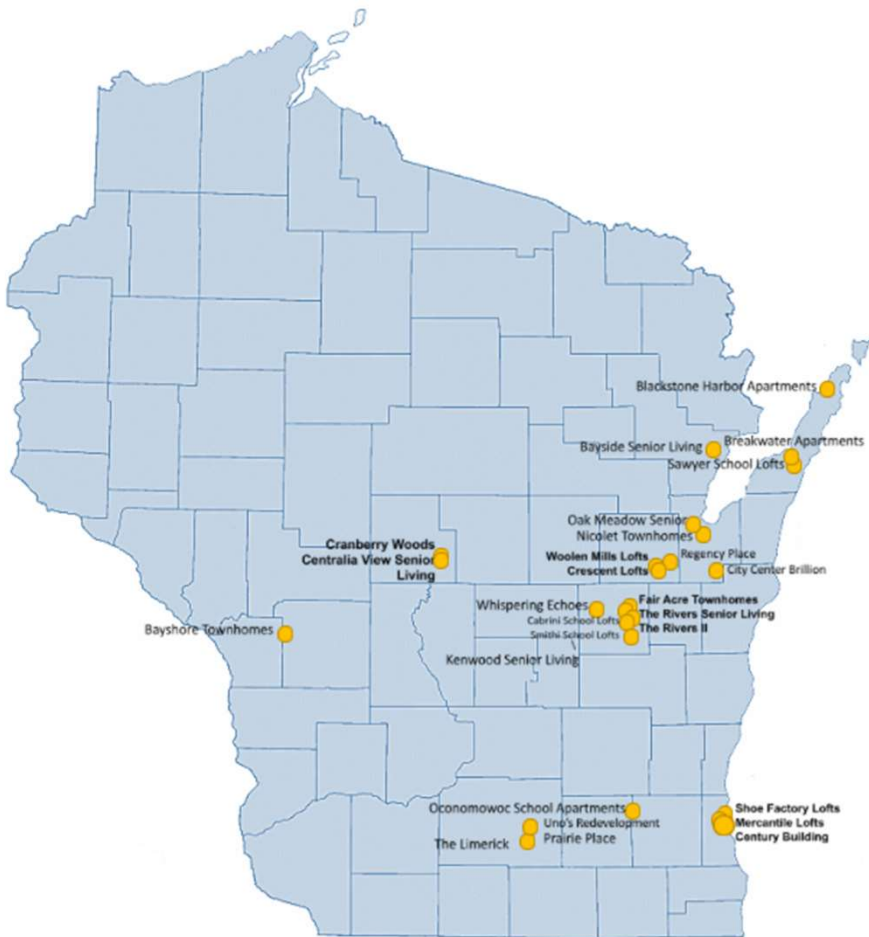 Blackstone Harbor Apartments
Breakwater Apartments
Bayside Senior Living
Sawyer School Lofts
Oak Meadow Senior
Nicolet Townhomes
Cranberry Woods
Centralia View Senior
Living
Woolen Mills Lofts
Regency Place
Crescent Lofts
City Center Brillion
Whispering Echoes
Fair Acre Townhomes
The Rivers Senior Living
Cabrini School Lofts
The Rivers II
Smithi School Lofts
Bayshore Townhomes
Kenwood Senior Living
Oconomowoc School Apartments
Uno's Redevelopment
Prairie Place
The Limerick
Shoe Factory Lofts
Mercantile Lofts
Century Building